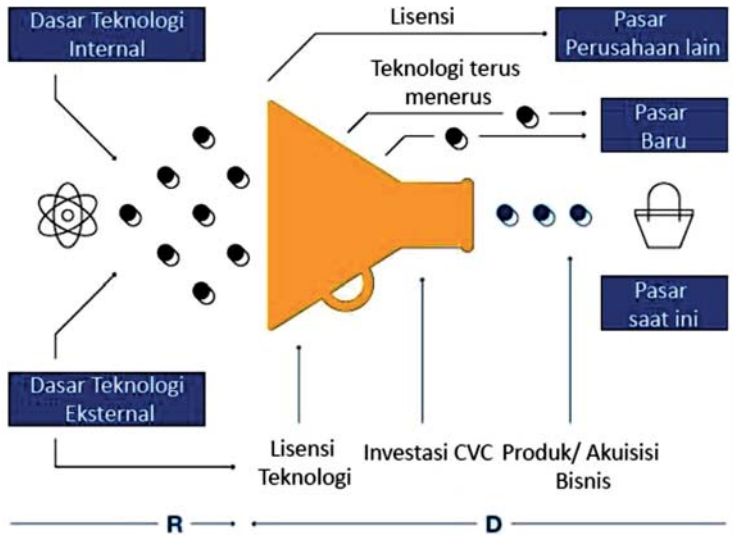 Dasar Teknologi
Internal
Lisensi
Pasar
Perusahaan lain
Teknologi terus
menerus
Pasar
Baru
Pasar
saat ini
Dasar Teknologi
Eksternal
Lisensi
Teknologi
Investasi CVC
Produk/ Akuisisi
Bisnis
R
D